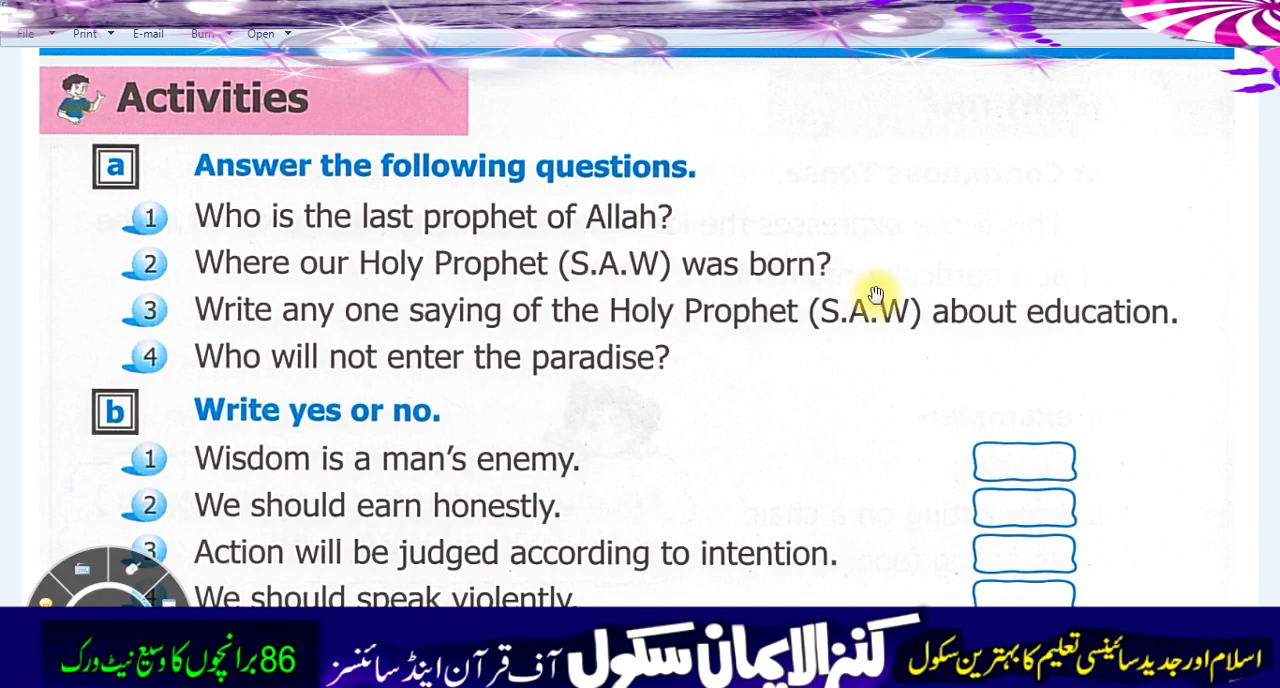 File Print E-mail Burn Open
Activities
a Answer the following questions.
1 Who is the last prophet of Allah?
2 Where our Holy Prophet (S.A.W) was born?
3 Write any one saying of the Holy Prophet (S.A.W) about education.
4 Who will not enter the paradise?
b Write yes or no.
1 Wisdom is a man's enemy.
2 We should earn honestly.
3 Action will be judged according to intention.
4 We should speak violently.
اسلام اور جدید سائینسی تعلیم کا بہترین سکول کنزالایمان سکول آف قرآن اینڈ سائنسز 86 برانچوں کا وسیع نیٹ ورک